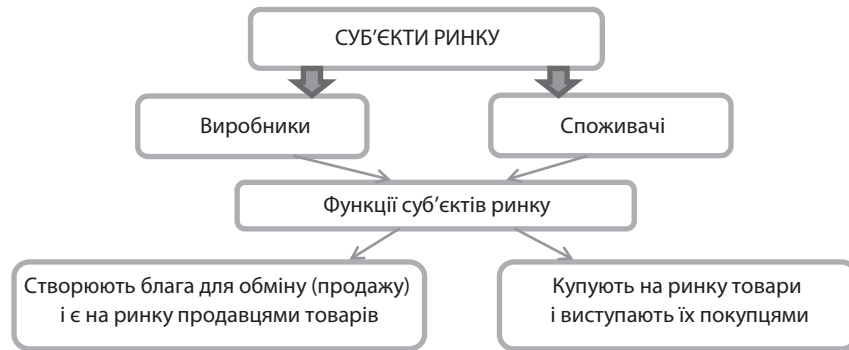 СУБ’ЄКТИ РИНКУ
Виробники
Споживачі
Функції суб’єктів ринку
Створюють блага для обміну (продажу)
і є на ринку продавцями товарів
Купують на ринку товари
і виступають їх покупцями